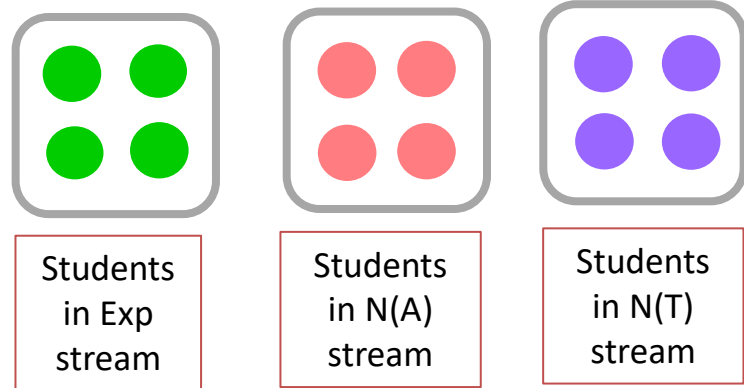 Students
in Exp
stream
Students
in N(A)
stream
Students
in N(T)
stream